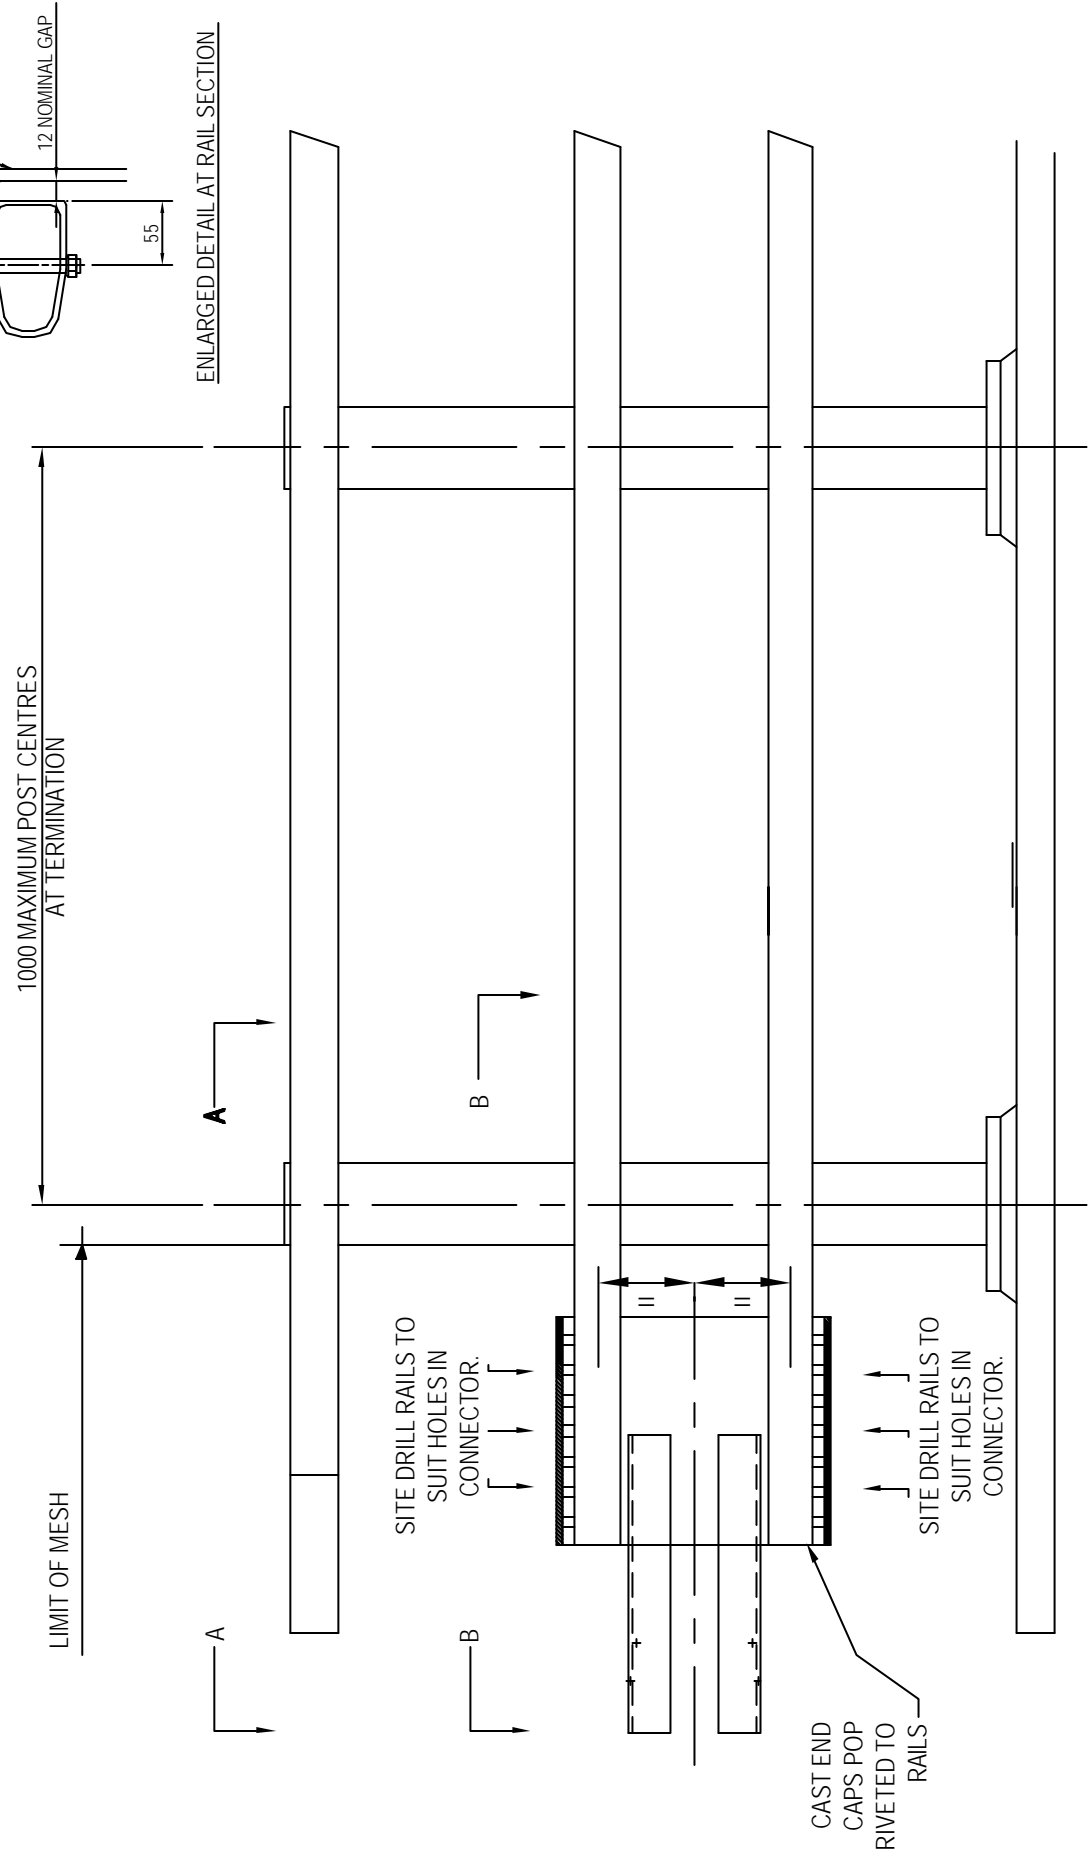 LIMIT OF MESH
1000 MAXIMUM POST CENTRES
AT TERMINATION
12 NOMINAL GAP
55
ENLARGED DETAIL AT RAIL SECTION
A
A
B
B
SITE DRILL RAILS TO
SUIT HOLES IN
CONNECTOR.
=
=
CAST END
CAPS POP
RIVETED TO
RAILS
SITE DRILL RAILS TO
SUIT HOLES IN
CONNECTOR.